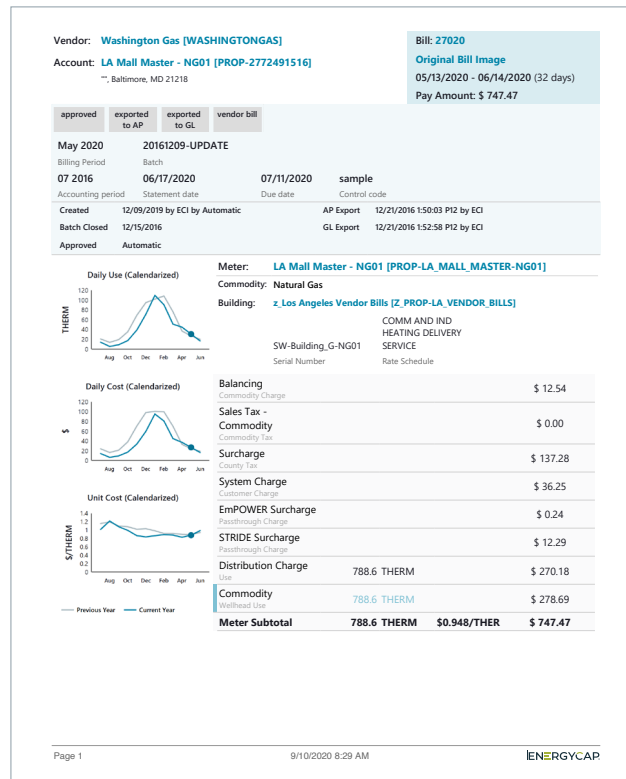 Vendor: Washington Gas [WASHINGTONGAS]
Account: LA Mall Master - NG01 [PROP-2772491516]
"", Baltimore, MD 21218
Bill: 27020
Original Bill Image
05/13/2020 - 06/14/2020 (32 days)
Pay Amount: $ 747.47
approved exported to AP exported to GL vendor bill
May 2020 20161209-UPDATE
Billing Period Batch
07 2016 06/17/2020 07/11/2020 sample
Accounting period Statement date Due date Control code
Created 12/09/2019 by ECI by Automatic AP Export 12/21/2016 1:50:03 P12 by ECI
Batch Closed 12/15/2016 GL Export 12/21/2016 1:52:58 P12 by ECI
Approved Automatic
Daily Use (Calendarized)
THERM
120
100
80
60
40
20
0
Aug Oct Dec Feb Apr Jun
Daily Cost (Calendarized)
$
120
100
80
60
40
20
0
Aug Oct Dec Feb Apr Jun
Unit Cost (Calendarized)
$/THERM
1.4
1.2
1
0.8
0.6
0.4
0.2
0
Aug Oct Dec Feb Apr Jun
Previous Year Current Year
Meter: LA Mall Master - NG01 [PROP-LA_MALL_MASTER-NG01]
Commodity: Natural Gas
Building: z_Los Angeles Vendor Bills [Z_PROP-LA_VENDOR_BILLS]
COMM AND IND
HEATING DELIVERY
SW-Building_G-NG01 SERVICE
Serial Number Rate Schedule
Balancing $ 12.54
Commodity Charge
Sales Tax -
Commodity $ 0.00
Commodity Tax
Surcharge $ 137.28
County Tax
System Charge $ 36.25
Customer Charge
EmPOWER Surcharge $ 0.24
Passthrough Charge
STRIDE Surcharge $ 12.29
Passthrough Charge
Distribution Charge 788.6 THERM $ 270.18
Use
Commodity 788.6 THERM $ 278.69
Wellhead Use
Meter Subtotal 788.6 THERM $0.948/THER $ 747.47
Page 1 9/10/2020 8:29 AM ENERGYCAP